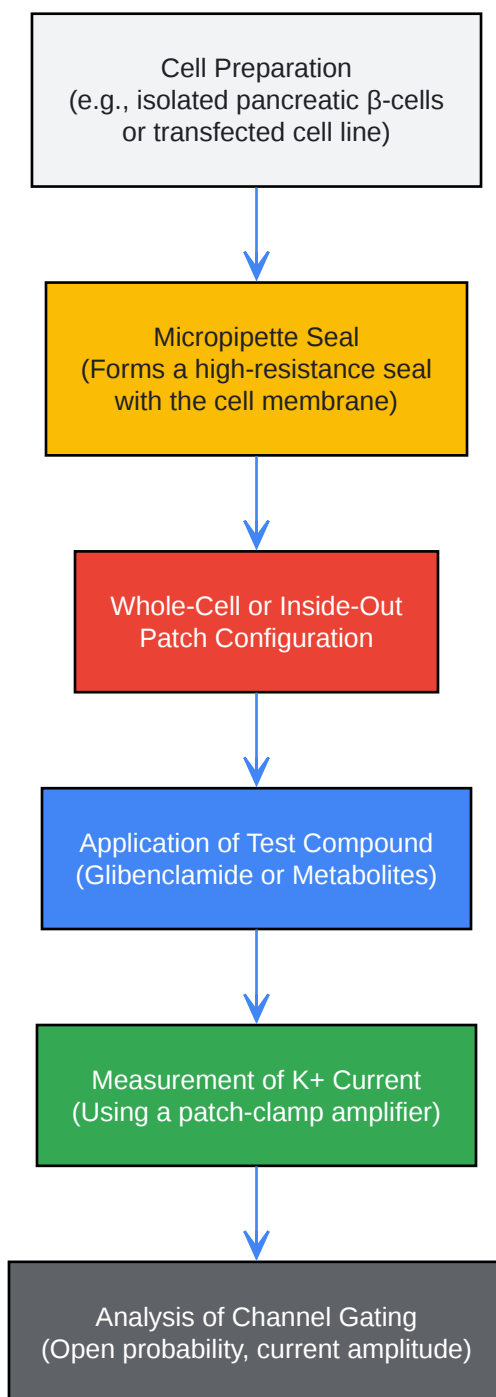 Cell Preparation
(e.g., isolated pancreatic β-cells
or transfected cell line)
Micropipette Seal
(Forms a high-resistance seal
with the cell membrane)
Whole-Cell or Inside-Out
Patch Configuration
Application of Test Compound
(Glibenclamide or Metabolites)
Measurement of K+ Current
(Using a patch-clamp amplifier)
Analysis of Channel Gating
(Open probability, current amplitude)